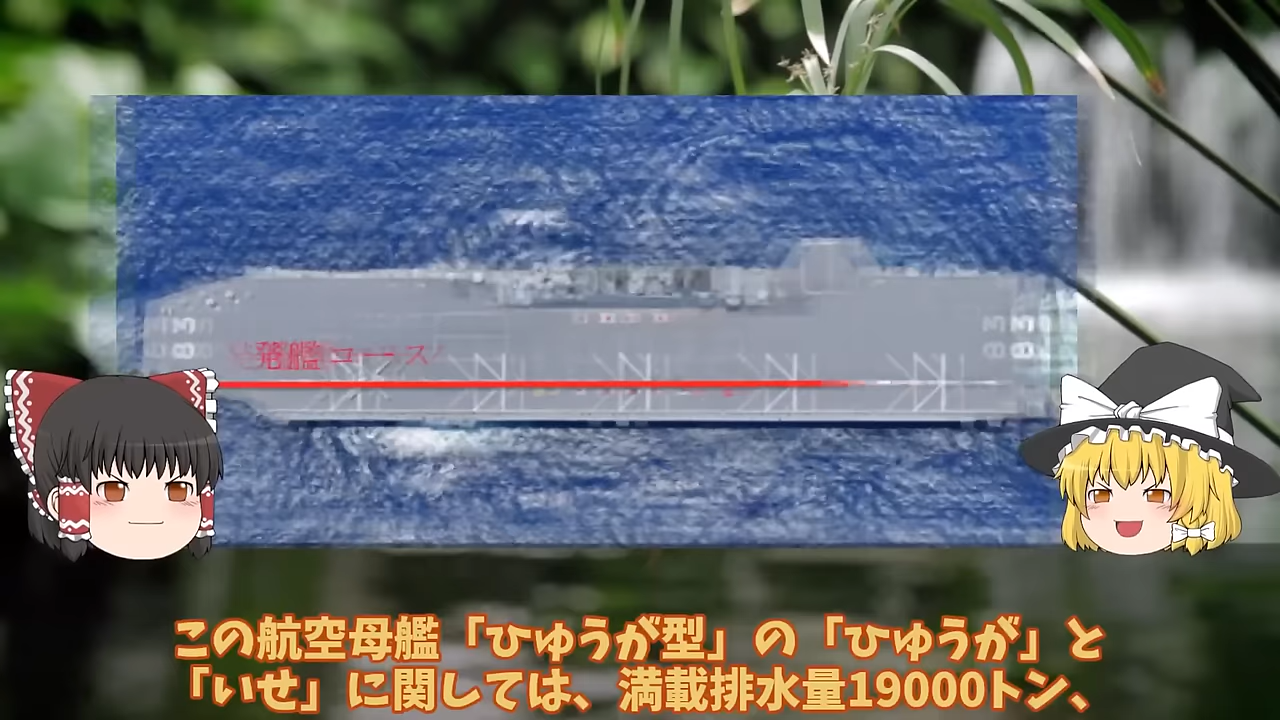 発艦コース
この航空母艦「ひゅうが型」の「ひゅうが」と
「いせ」に関しては、満載排水量19000トン、